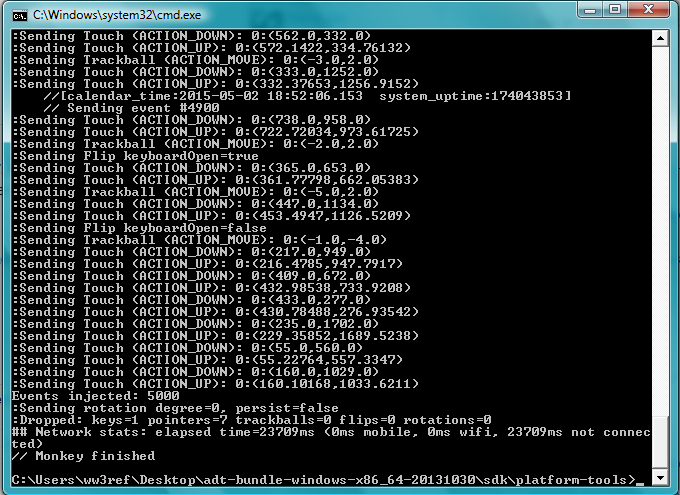 C:\Windows\system32\cmd.exe
:Sending Touch (ACTION_DOWN): 0:(562.0,332.0)
:Sending Touch (ACTION_UP): 0:(572.1422,334.76132)
:Sending Trackball (ACTION_MOVE): 0:(-3.0,2.0)
:Sending Touch (ACTION_DOWN): 0:(333.0,1252.0)
:Sending Touch (ACTION_UP): 0:(332.37653,1256.9152)
//[calendar_time:2015-05-02 18:52:06.153  system_uptime:174043853]
// Sending event #4900
:Sending Touch (ACTION_DOWN): 0:(738.0,958.0)
:Sending Touch (ACTION_UP): 0:(722.72034,973.61725)
:Sending Trackball (ACTION_MOVE): 0:(-2.0,2.0)
:Sending Flip keyboardOpen=true
:Sending Touch (ACTION_DOWN): 0:(365.0,653.0)
:Sending Touch (ACTION_UP): 0:(361.77798,662.05383)
:Sending Trackball (ACTION_MOVE): 0:(-5.0,2.0)
:Sending Touch (ACTION_DOWN): 0:(447.0,1134.0)
:Sending Touch (ACTION_UP): 0:(453.4947,1126.5209)
:Sending Flip keyboardOpen=false
:Sending Trackball (ACTION_MOVE): 0:(-1.0,-4.0)
:Sending Touch (ACTION_DOWN): 0:(217.0,949.0)
:Sending Touch (ACTION_UP): 0:(216.4785,947.7917)
:Sending Touch (ACTION_DOWN): 0:(409.0,672.0)
:Sending Touch (ACTION_UP): 0:(432.98538,733.9208)
:Sending Touch (ACTION_DOWN): 0:(433.0,277.0)
:Sending Touch (ACTION_UP): 0:(430.78488,276.93542)
:Sending Touch (ACTION_DOWN): 0:(235.0,1702.0)
:Sending Touch (ACTION_UP): 0:(229.35852,1689.5238)
:Sending Touch (ACTION_DOWN): 0:(55.0,560.0)
:Sending Touch (ACTION_UP): 0:(55.22764,557.3347)
:Sending Touch (ACTION_DOWN): 0:(160.0,1029.0)
:Sending Touch (ACTION_UP): 0:(160.10168,1033.6211)
Events injected: 5000
:Sending rotation degree=0, persist=false
:Dropped: keys=1 pointers=7 trackballs=0 flips=0 rotations=0
## Network stats: elapsed time=23709ms (0ms mobile, 0ms wifi, 23709ms not connec
ted)
// Monkey finished
C:\Users\ww3ref\Desktop\adt-bundle-windows-x86_64-20131030\sdk\platform-tools>_